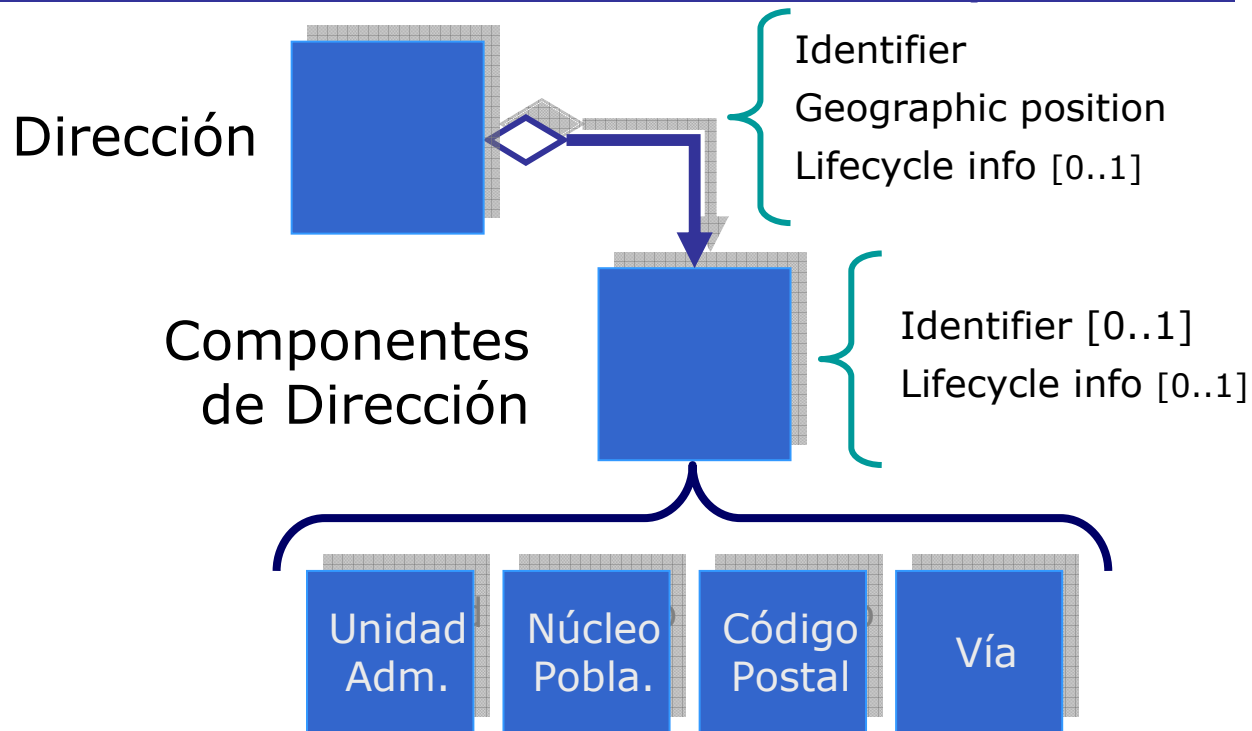 Dirección
Identifier
Geographic position
Lifecycle info [0..1]
Componentes
de Dirección
Identifier [0..1]
Lifecycle info [0..1]
Unidad
Adm.
Núcleo
Pobla.
Código
Postal
Vía